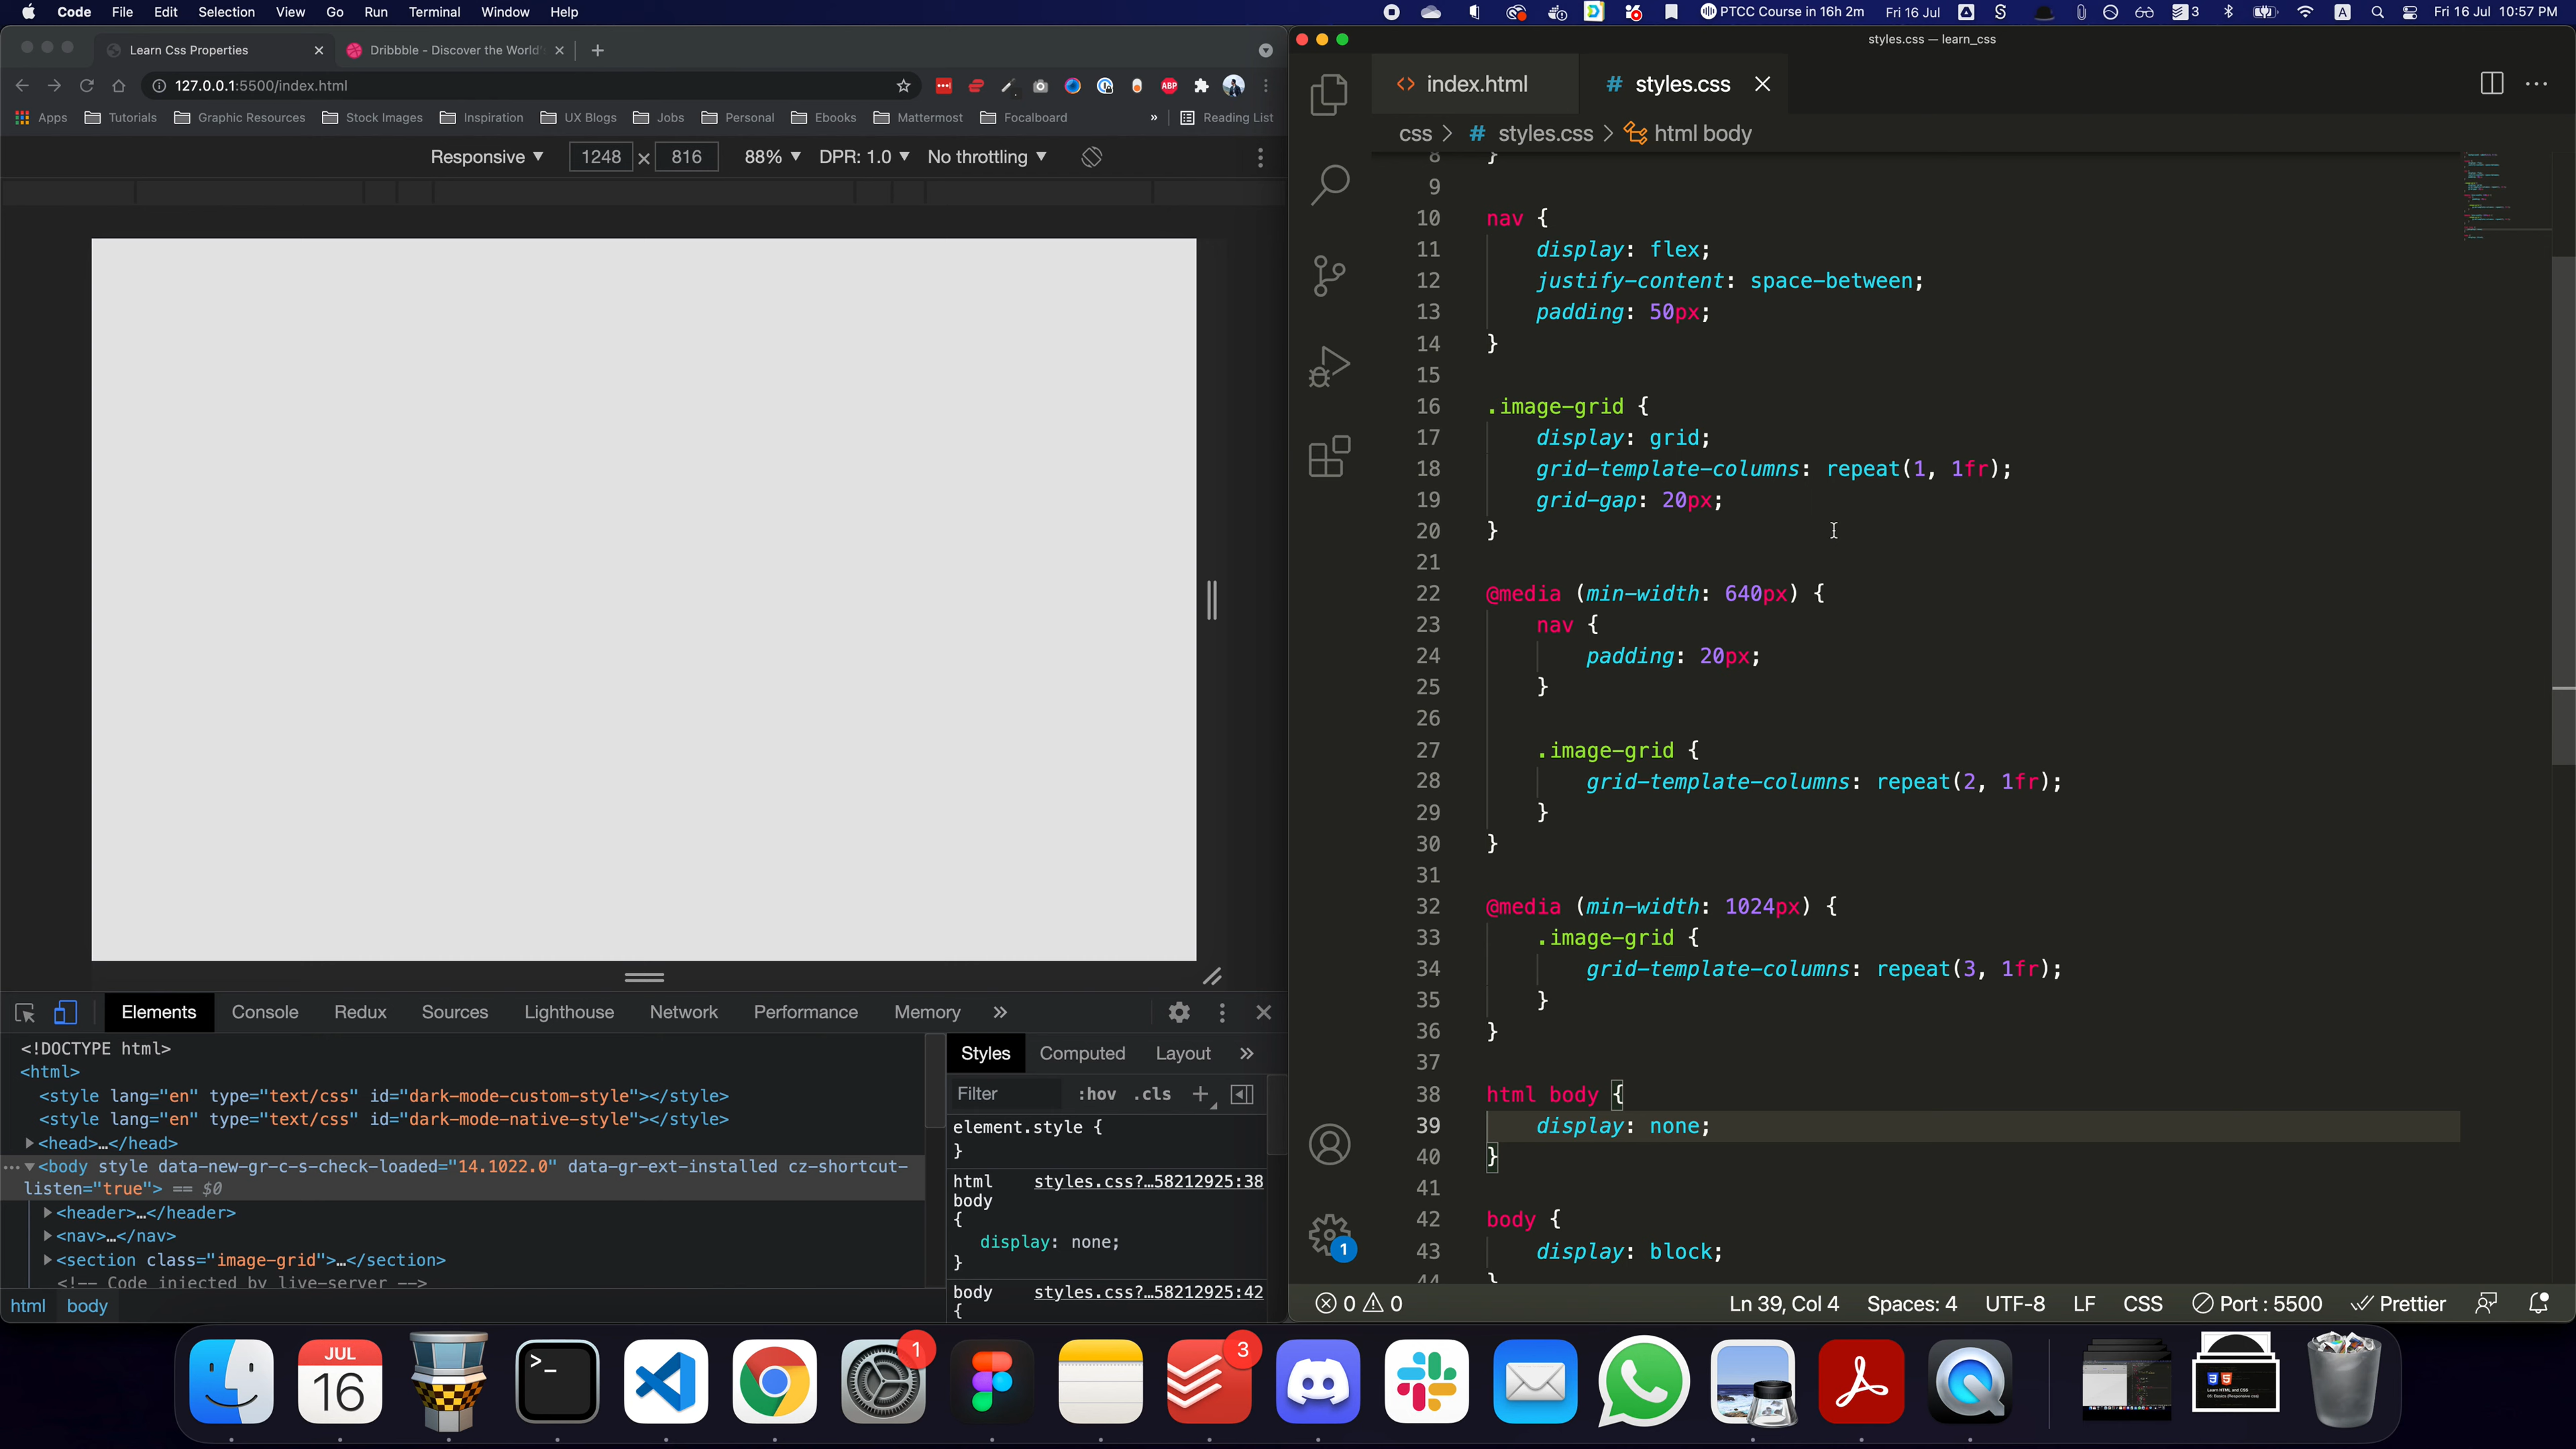 Code File Edit Selection View Go Run Terminal Window Help
3 PTCC Course in 16h 2m Fri 16 Jul Fri 16 Jul 10:57 PM
Learn Css Properties
Dribbble - Discover the World'
127.0.0.1:5500/index.html
ABP
Apps Tutorials Graphic Resources Stock Images Inspiration UX Blogs Jobs Personal Ebooks Mattermost Focalboard » Reading List
Responsive 1248 × 816 88% DPR: 1.0 No throttling
Elements Console Redux Sources Lighthouse Network Performance Memory »
<!DOCTYPE html>
<html>
<style lang="en" type="text/css" id="dark-mode-custom-style"></style>
<style lang="en" type="text/css" id="dark-mode-native-style"></style>
<head>…</head>
<body style data-new-gr-c-s-check-loaded="14.1022.0" data-gr-ext-installed cz-shortcut-
listen="true"> == $0
<header>…</header>
<nav>…</nav>
<section class="image-grid">…</section>
<!-- Code injected by live-server -->
html body
Styles Computed Layout »
Filter :hov .cls +
element.style {
}
html styles.css?…58212925:38
body
{
display: none;
}
body styles.css?…58212925:42
{
styles.css — learn_css
<> index.html
# styles.css
css > # styles.css > html body
8 }
9
10 nav {
11 display: flex;
12 justify-content: space-between;
13 padding: 50px;
14 }
15
16 .image-grid {
17 display: grid;
18 grid-template-columns: repeat(1, 1fr);
19 grid-gap: 20px;
20 }
21
22 @media (min-width: 640px) {
23 nav {
24 padding: 20px;
25 }
26
27 .image-grid {
28 grid-template-columns: repeat(2, 1fr);
29 }
30 }
31
32 @media (min-width: 1024px) {
33 .image-grid {
34 grid-template-columns: repeat(3, 1fr);
35 }
36 }
37
38 html body {
39 display: none;
40 }
41
42 body {
43 display: block;
44 }
1
0 0 Ln 39, Col 4 Spaces: 4 UTF-8 LF CSS Port : 5500 Prettier
JUL
16
>_
1
3